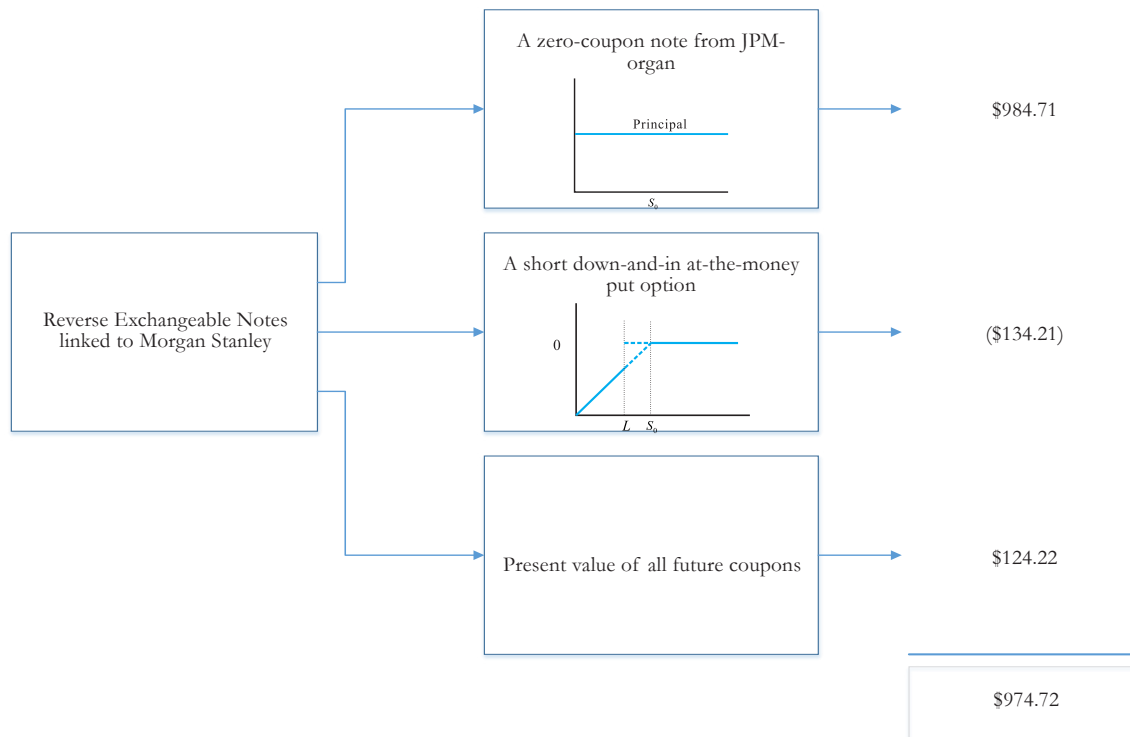 A zero-coupon note from JPM-
organ
Principal
S₀
$984.71
Reverse Exchangeable Notes
linked to Morgan Stanley
A short down-and-in at-the-money
put option
0
L S₀
($134.21)
Present value of all future coupons
$124.22
$974.72